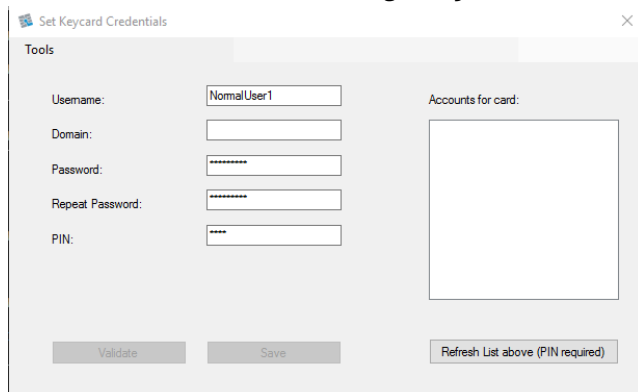 Set Keycard Credentials
Tools
Username: NormalUser1
Accounts for card:
Domain:
Password: *********
Repeat Password: *********
PIN: ****
Validate
Save
Refresh List above (PIN required)